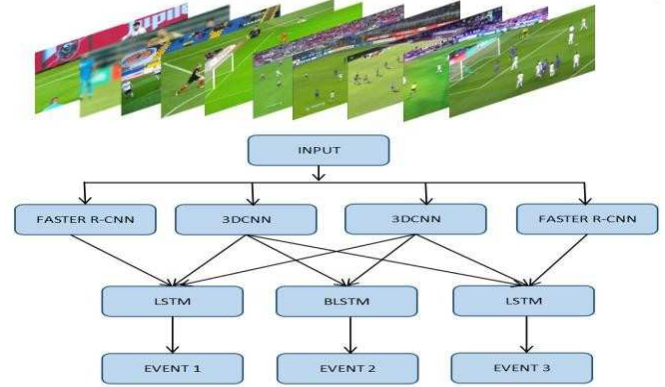 INPUT
FASTER R-CNN 3DCNN 3DCNN FASTER R-CNN
LSTM BLSTM LSTM
EVENT 1 EVENT 2 EVENT 3